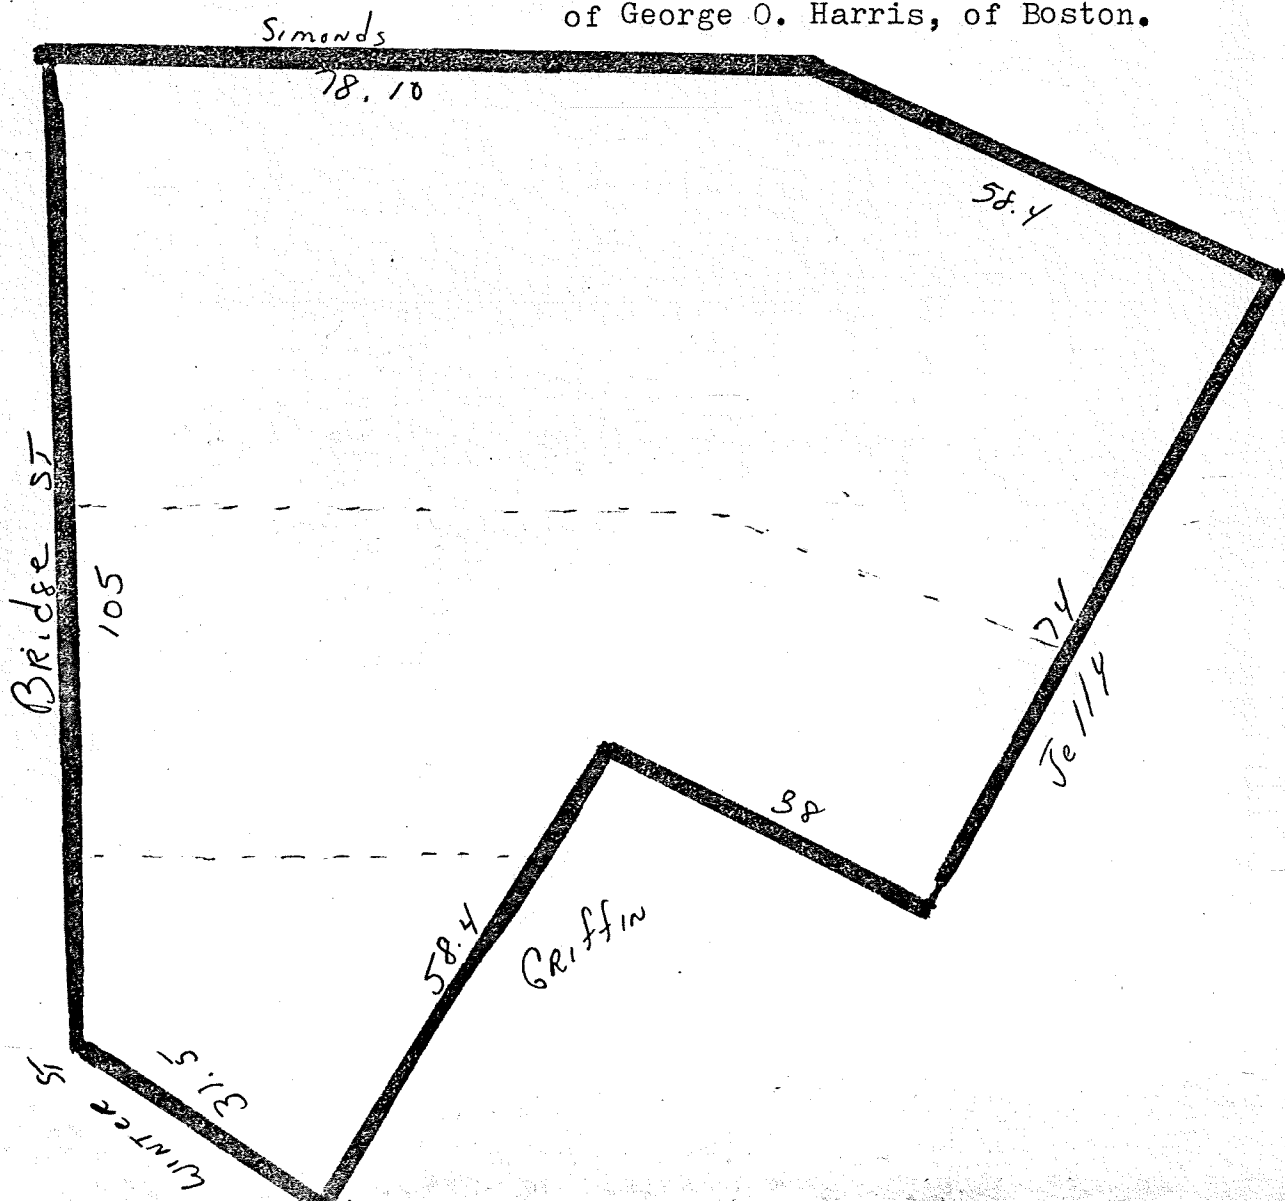 of George O. Harris, of Boston.
Simonds
78.10
58.4
Bridge ST
105
74
Jelly
38
58.4
GRiffiN
31.5
WINTER ST